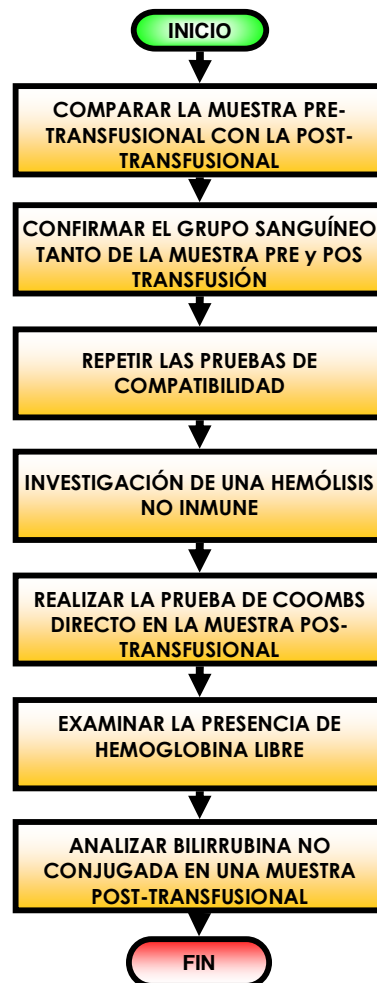 INICIO
COMPARAR LA MUESTRA PRE-
TRANSFUSIONAL CON LA POST-
TRANSFUSIONAL
CONFIRMAR EL GRUPO SANGUÍNEO
TANTO DE LA MUESTRA PRE y POS
TRANSFUSIÓN
REPETIR LAS PRUEBAS DE
COMPATIBILIDAD
INVESTIGACIÓN DE UNA HEMÓLISIS
NO INMUNE
REALIZAR LA PRUEBA DE COOMBS
DIRECTO EN LA MUESTRA POS-
TRANSFUSIONAL
EXAMINAR LA PRESENCIA DE
HEMOGLOBINA LIBRE
ANALIZAR BILIRRUBINA NO
CONJUGADA EN UNA MUESTRA
POST-TRANSFUSIONAL
FIN